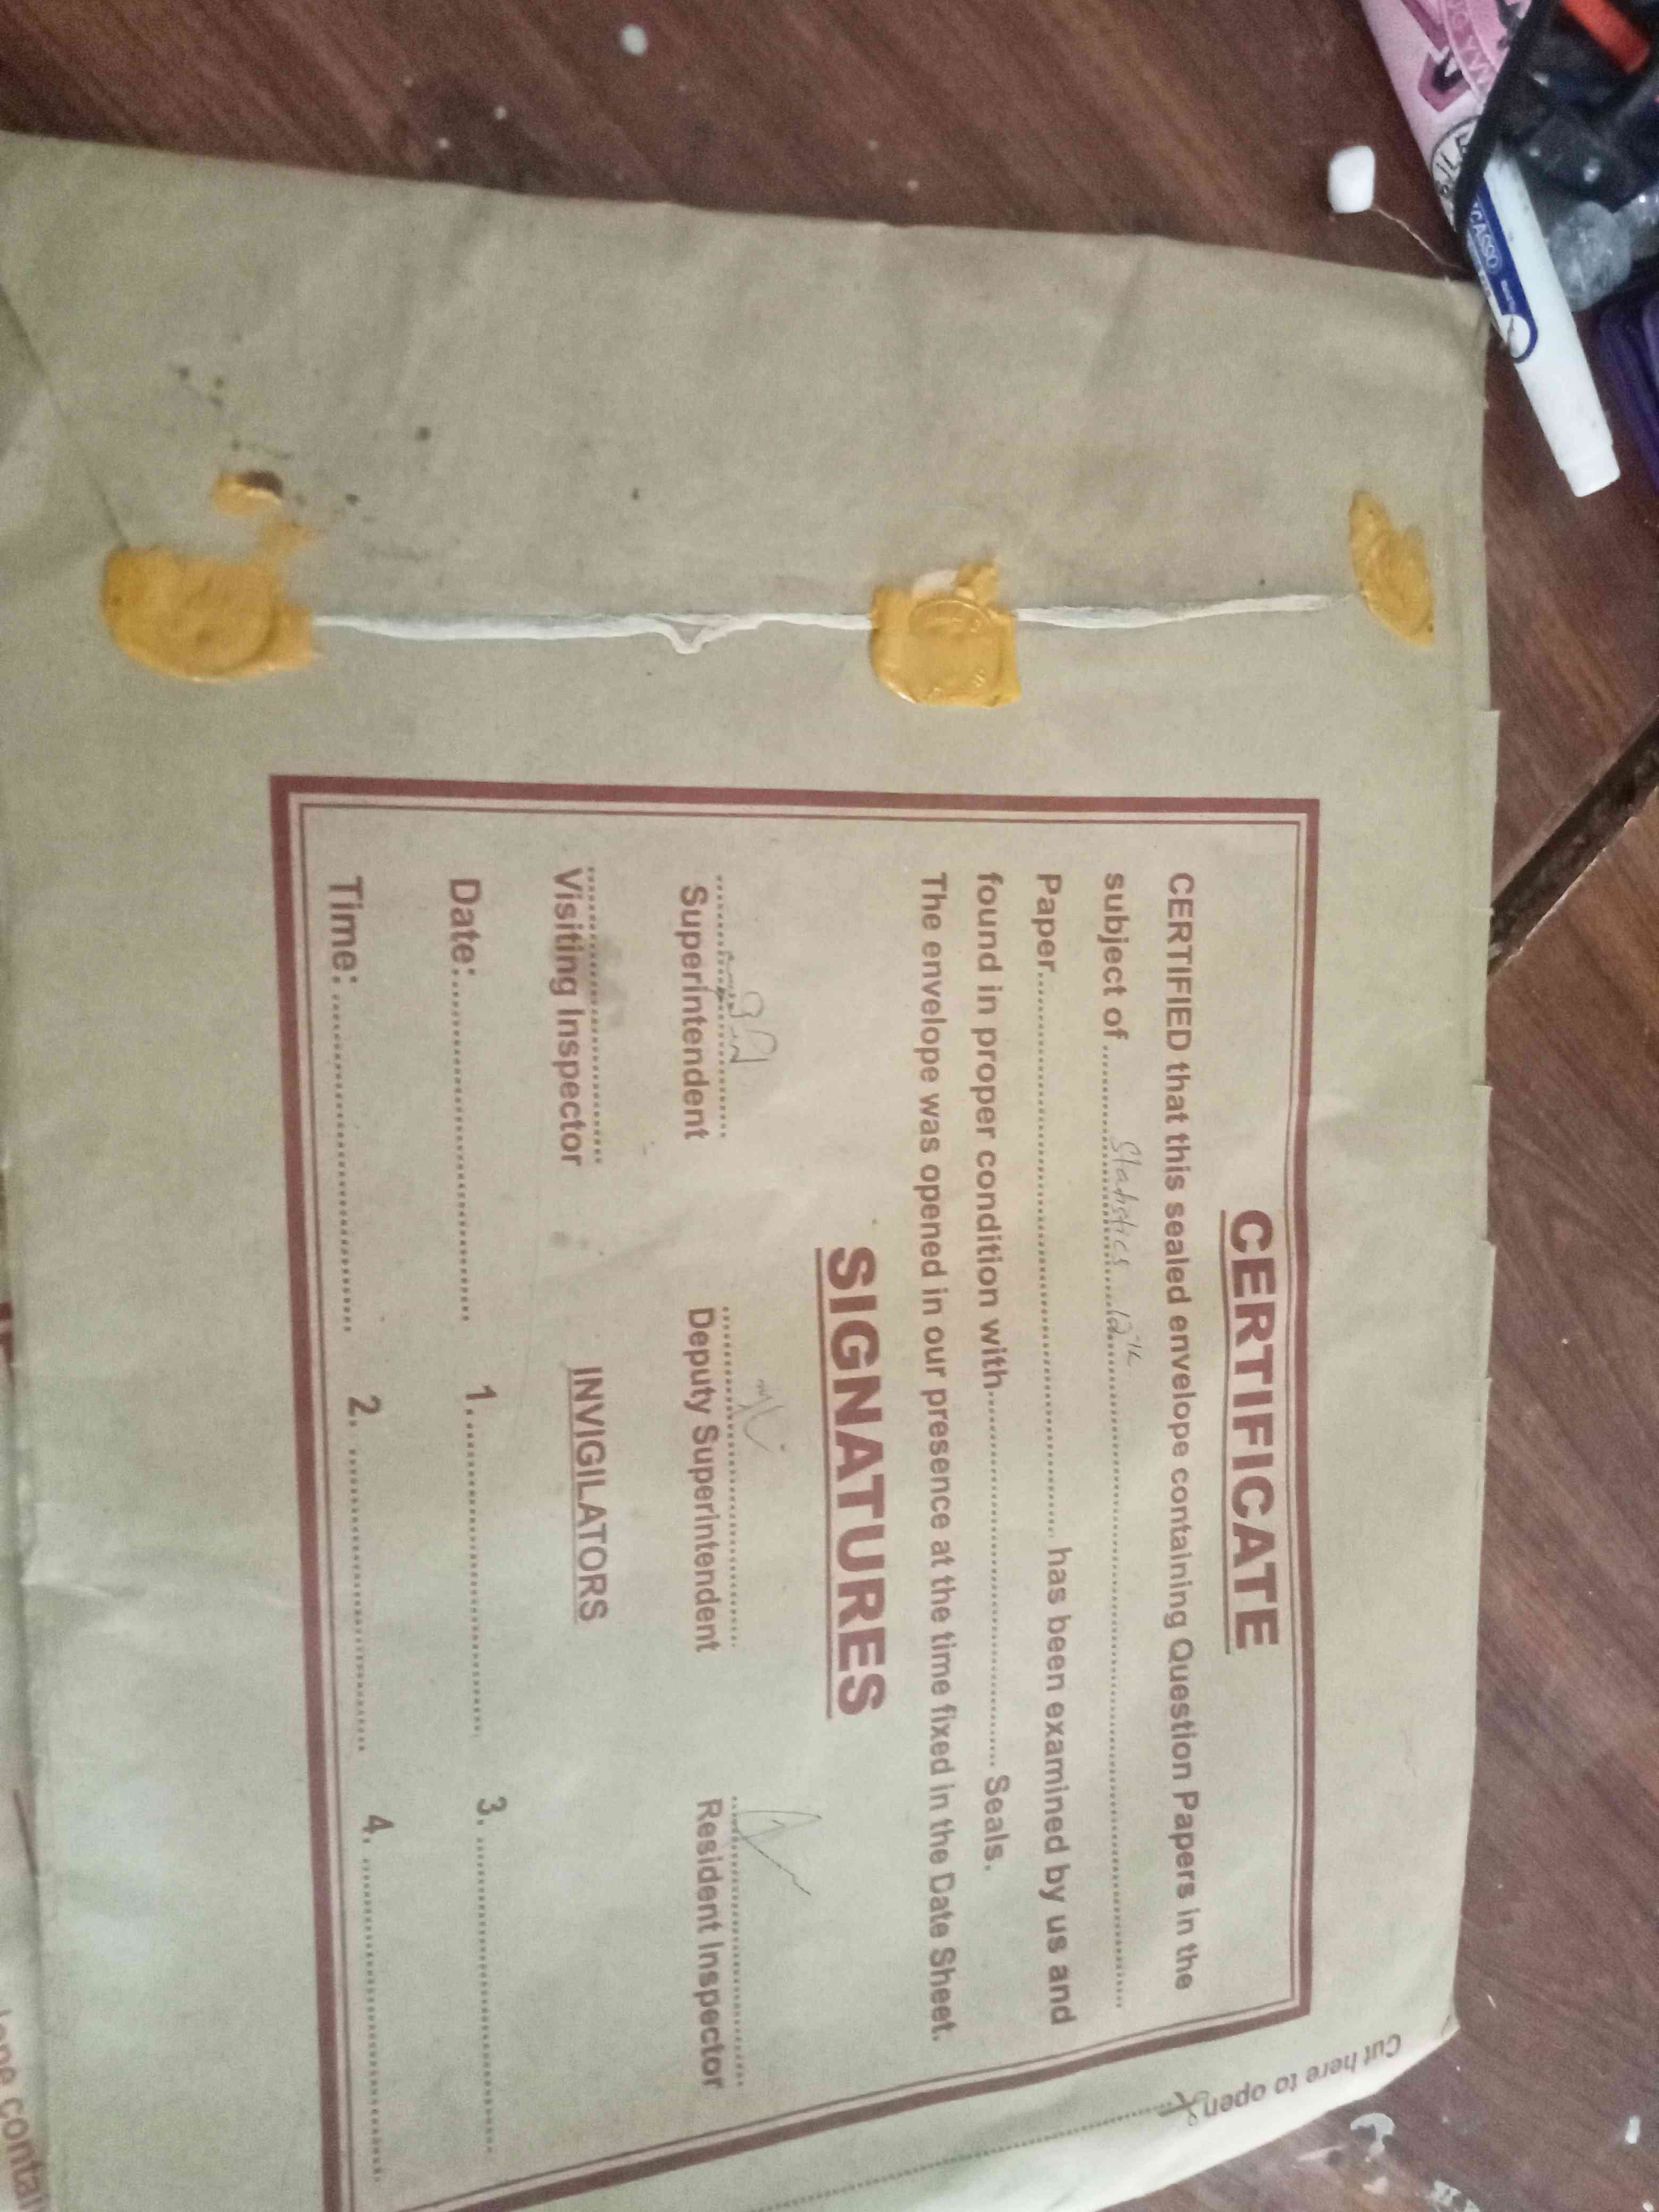 CERTIFICATE
CERTIFIED that this sealed envelope containing Question Papers in the
subject of .......... Statistics 12th ..........
Paper.......... has been examined by us and
found in proper condition with.......... Seals.
The envelope was opened in our presence at the time fixed in the Date Sheet.
SIGNATURES
Superintendent Deputy Superintendent Resident Inspector
Visiting Inspector INVIGILATORS
Date:.......... 1. .......... 3. ..........
Time: .......... 2. .......... 4. ..........
Cut here to open